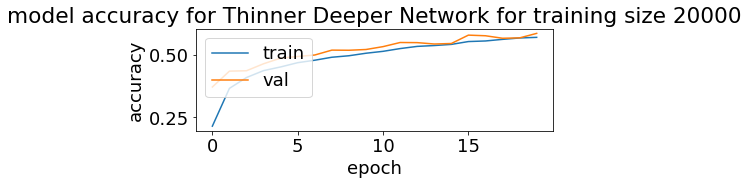 model accuracy for Thinner Deeper Network for training size 20000
accuracy
0.50
0.25
train
val
0 5 10 15
epoch